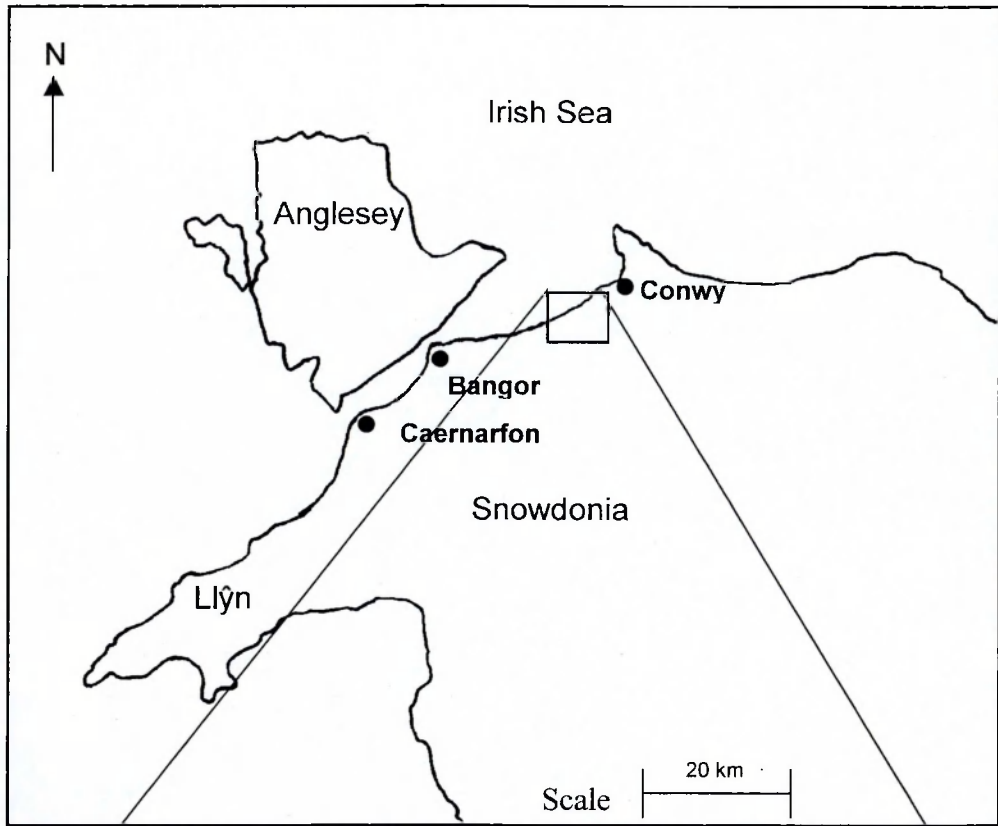 N
Irish Sea
Anglesey
Conwy
Bangor
Caernarfon
Snowdonia
Llŷn
20 km
Scale